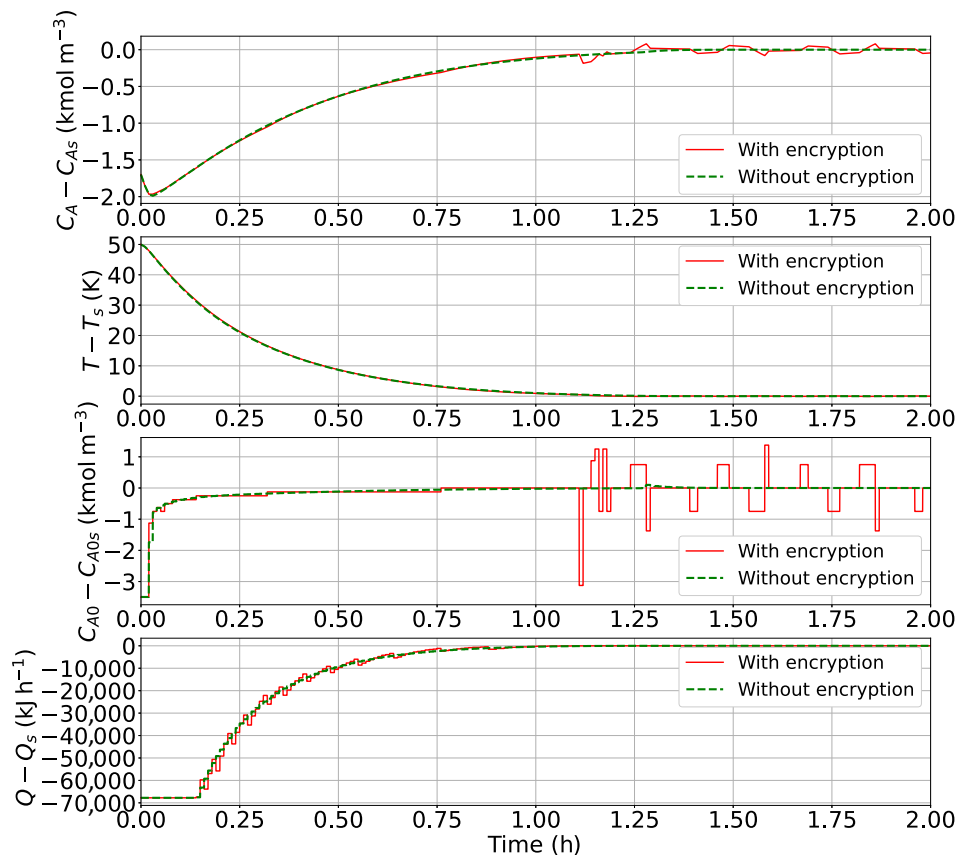 C_A − C_As (kmol m⁻³)
0.0
−0.5
−1.0
−1.5
−2.0
With encryption
Without encryption
0.00 0.25 0.50 0.75 1.00 1.25 1.50 1.75 2.00
T − T_s (K)
50
40
30
20
10
0
With encryption
Without encryption
0.00 0.25 0.50 0.75 1.00 1.25 1.50 1.75 2.00
C_A0 − C_A0s (kmol m⁻³)
1
0
−1
−2
−3
With encryption
Without encryption
0.00 0.25 0.50 0.75 1.00 1.25 1.50 1.75 2.00
Q − Q_s (kJ h⁻¹)
0
−10,000
−20,000
−30,000
−40,000
−50,000
−60,000
−70,000
With encryption
Without encryption
0.00 0.25 0.50 0.75 1.00 1.25 1.50 1.75 2.00
Time (h)